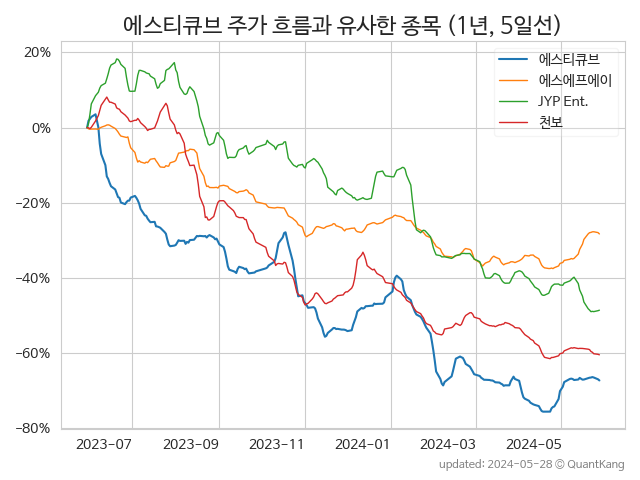 에스티큐브 주가 흐름과 유사한 종목 (1년, 5일선)
에스티큐브
에스에프에이
JYP Ent.
천보
20%
0%
−20%
−40%
−60%
−80%
2023-07
2023-09
2023-11
2024-01
2024-03
2024-05
updated: 2024-05-28 © QuantKang